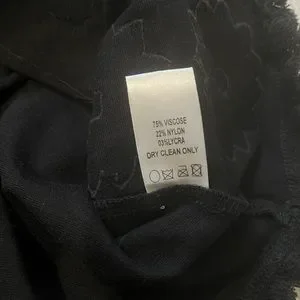 75% VISCOSE
22% NYLON
03%LYCRA
DRY CLEAN ONLY